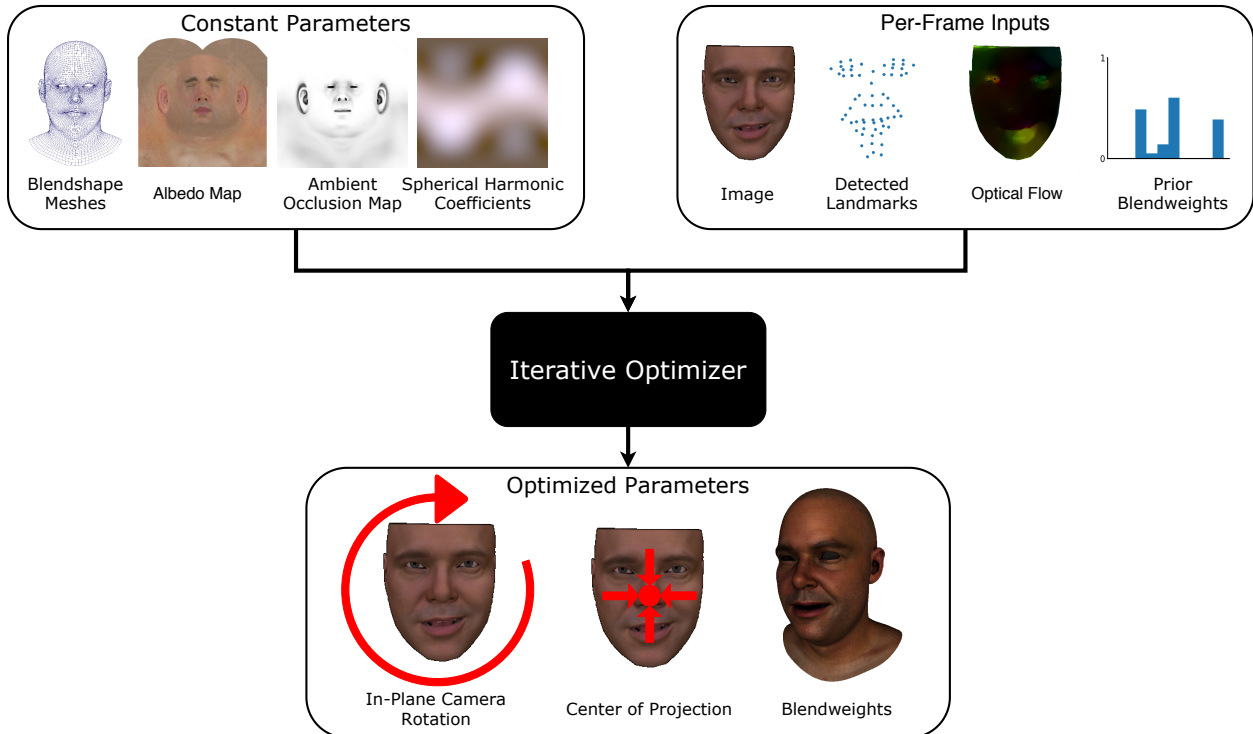 Constant Parameters
Blendshape
Meshes
Albedo Map
Ambient
Occlusion Map
Spherical Harmonic
Coefficients
Per-Frame Inputs
Image
Detected
Landmarks
Optical Flow
1
0
Prior
Blendweights
Iterative Optimizer
Optimized Parameters
In-Plane Camera
Rotation
Center of Projection
Blendweights